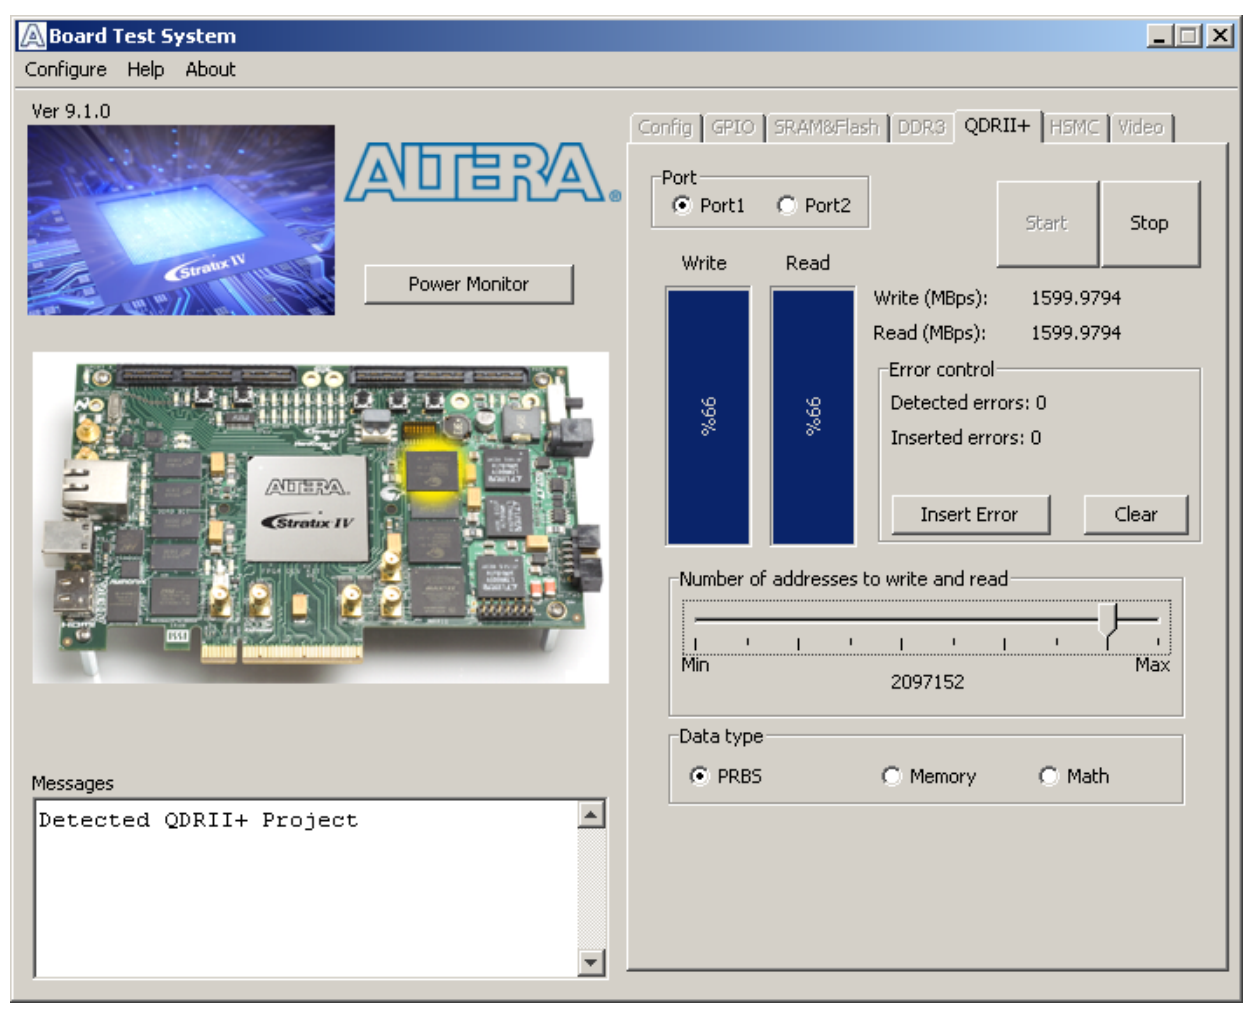 Board Test System
Configure Help About
Ver 9.1.0
Stratix IV
ALTERA®
Power Monitor
ALTERA.
Stratix IV
Messages
Detected QDRII+ Project
Config GPIO SRAM&Flash DDR3 QDRII+ HSMC Video
Port
Port1 Port2
Start Stop
Write Read
99% 99%
Write (MBps): 1599.9794
Read (MBps): 1599.9794
Error control
Detected errors: 0
Inserted errors: 0
Insert Error Clear
Number of addresses to write and read
Min Max
2097152
Data type
PRBS Memory Math